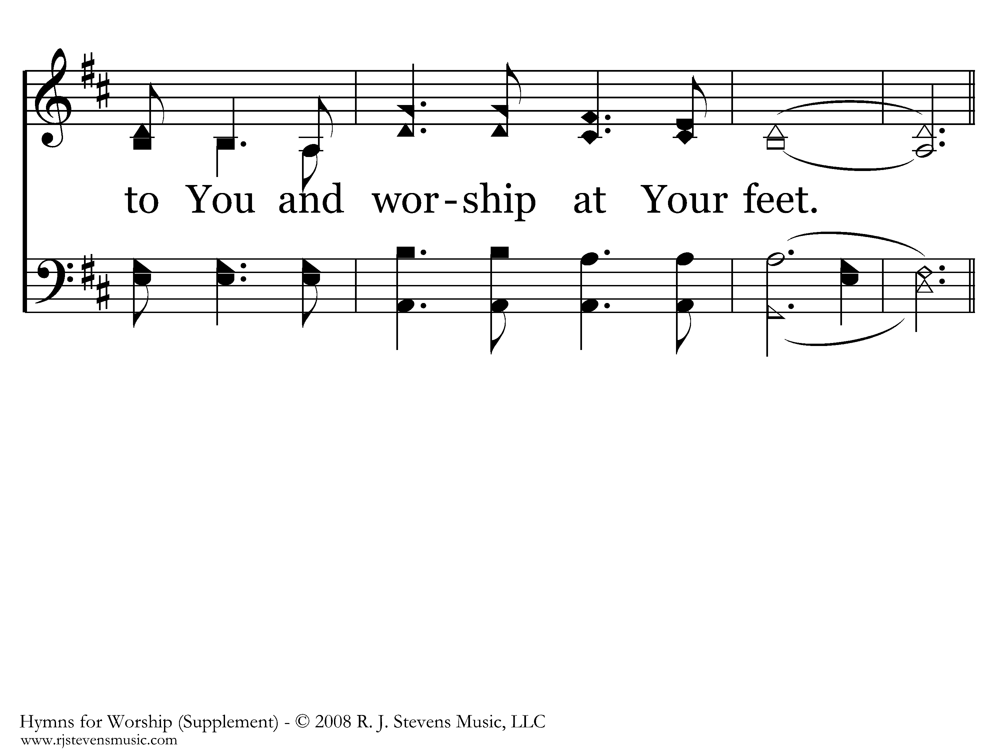 to You and wor-ship at Your feet.
Hymns for Worship (Supplement) - © 2008 R. J. Stevens Music, LLC
www.rjstevensmusic.com